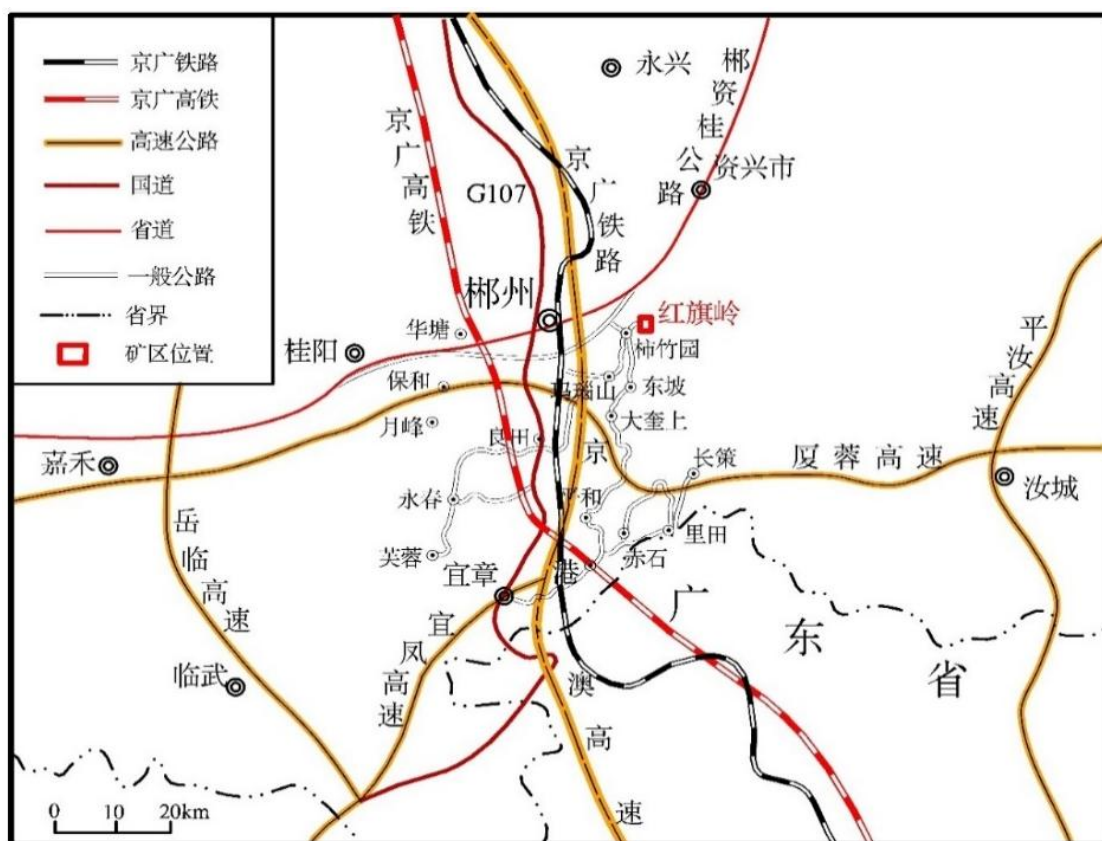 京广铁路
京广高铁
高速公路
国道
省道
一般公路
省界
矿区位置
京广高铁
G107
京广铁路
永兴
郴资桂公路
资兴市
郴州
红旗岭
华塘
柿竹园
桂阳
保和
玛瑙山
东坡
月峰
大奎上
良田
长策
厦蓉高速
平汝高速
嘉禾
汝城
永春
平和
里田
赤石
芙蓉
宜章
京港澳高速
岳临高速
宜凤高速
临武
广东省
0 10 20km